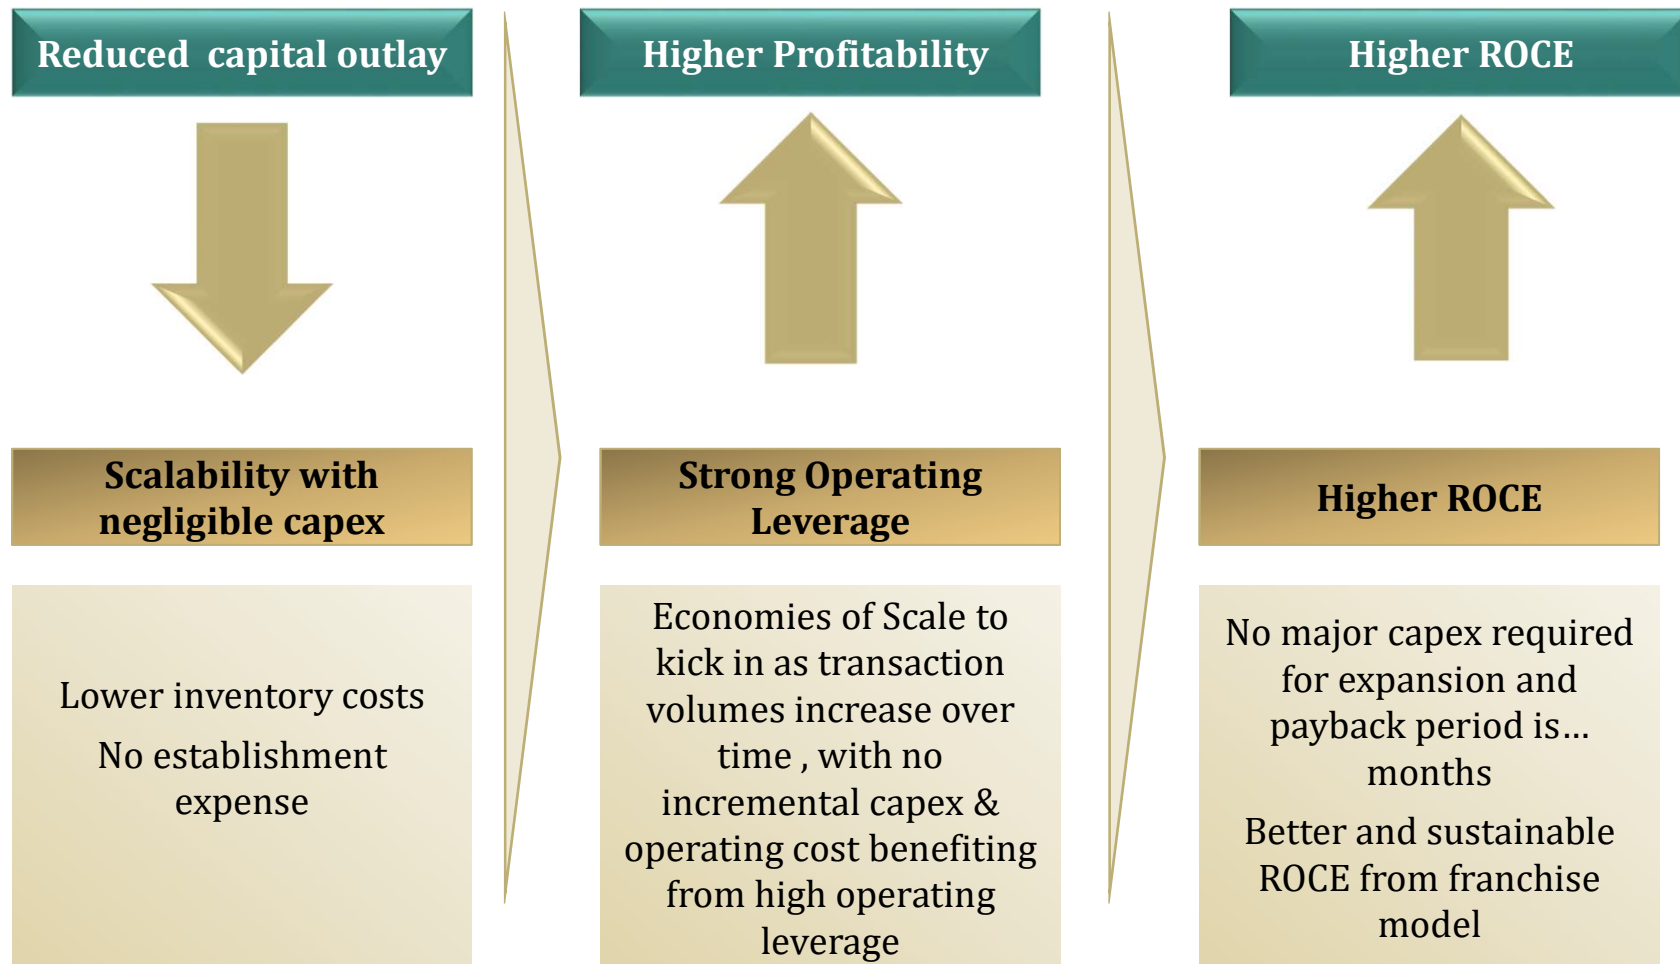 Reduced  capital outlay
Higher Profitability
Higher ROCE
Scalability with
negligible capex
Strong Operating
Leverage
Higher ROCE
Lower inventory costs
No establishment
expense
Economies of Scale to
kick in as transaction
volumes increase over
time , with no
incremental capex &
operating cost benefiting
from high operating
leverage
No major capex required
for expansion and
payback period is…
months
Better and sustainable
ROCE from franchise
model